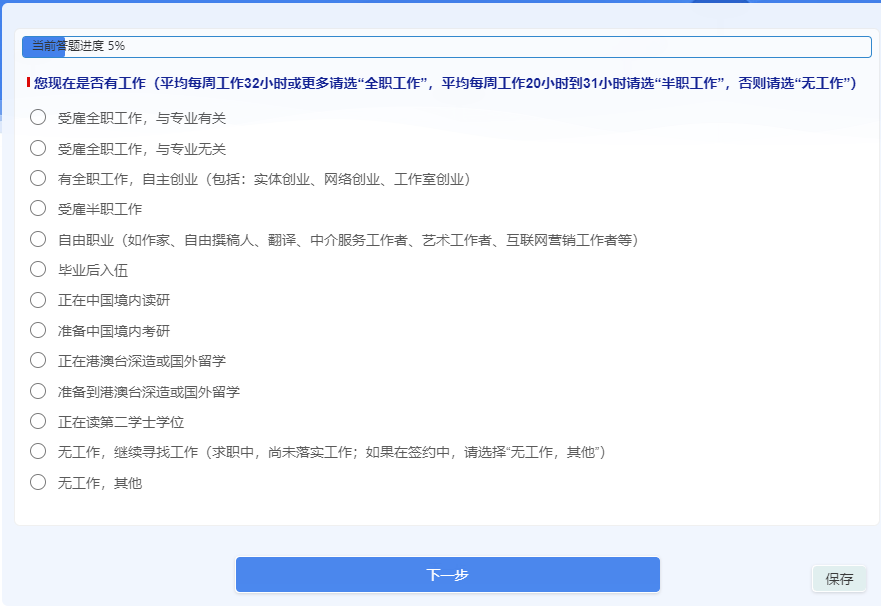 当前答题进度 5%
您现在是否有工作（平均每周工作32小时或更多请选“全职工作”，平均每周工作20小时到31小时请选“半职工作”，否则请选“无工作”）
受雇全职工作，与专业有关
受雇全职工作，与专业无关
有全职工作，自主创业（包括：实体创业、网络创业、工作室创业）
受雇半职工作
自由职业（如作家、自由撰稿人、翻译、中介服务工作者、艺术工作者、互联网营销工作者等）
毕业后入伍
正在中国境内读研
准备中国境内考研
正在港澳台深造或国外留学
准备到港澳台深造或国外留学
正在读第二学士学位
无工作，继续寻找工作（求职中，尚未落实工作；如果在签约中，请选择“无工作，其他”）
无工作，其他
下一步
保存